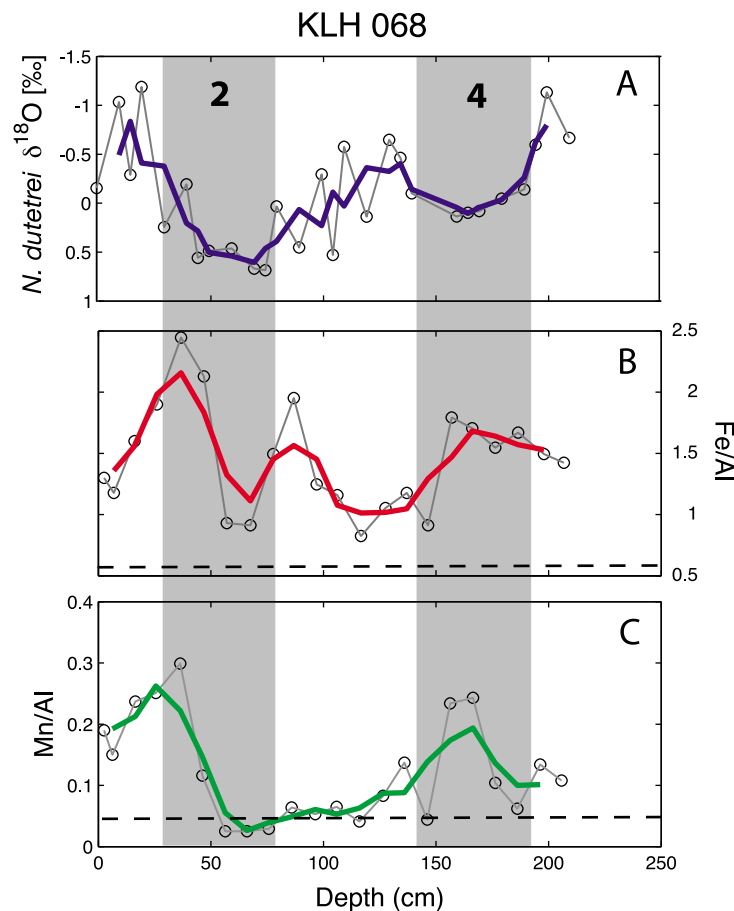 KLH 068
-1.5
-1
-0.5
0
0.5
1
N. dutetrei δ18O [‰]
2
4
A
2.5
2
1.5
1
0.5
Fe/Al
B
0.4
0.3
0.2
0.1
0
Mn/Al
C
0 50 100 150 200 250
Depth (cm)